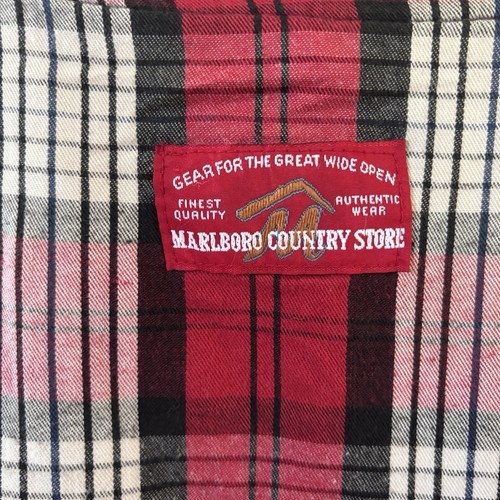 GEAR FOR THE GREAT WIDE OPEN
FINEST
QUALITY
AUTHENTIC
WEAR
M
MARLBORO COUNTRY STORE